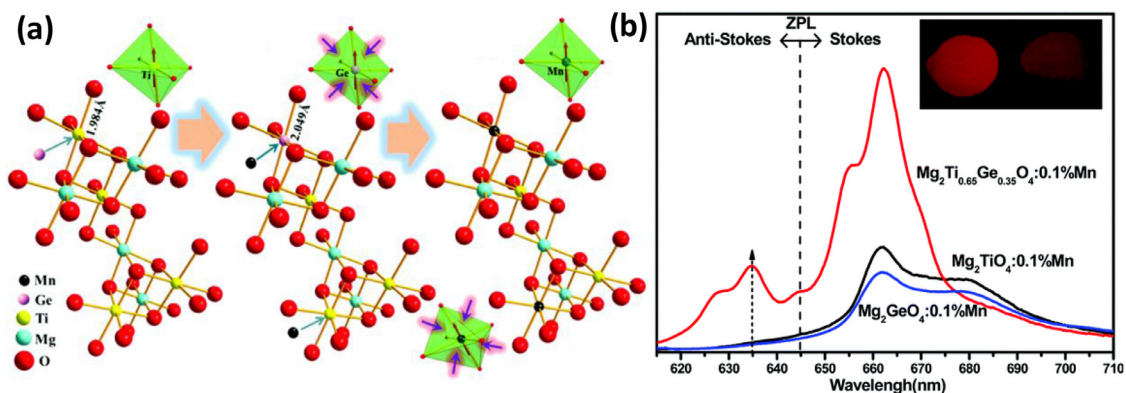 (a)
Ti
Ge
Mn
1.984Å
2.049Å
Mn
Ge
Ti
Mg
O
(b)
ZPL
Anti-Stokes
Stokes
Mg₂Ti₀.₆₅Ge₀.₃₅O₄:0.1%Mn
Mg₂TiO₄:0.1%Mn
Mg₂GeO₄:0.1%Mn
620 630 640 650 660 670 680 690 700 710
Wavelengh(nm)